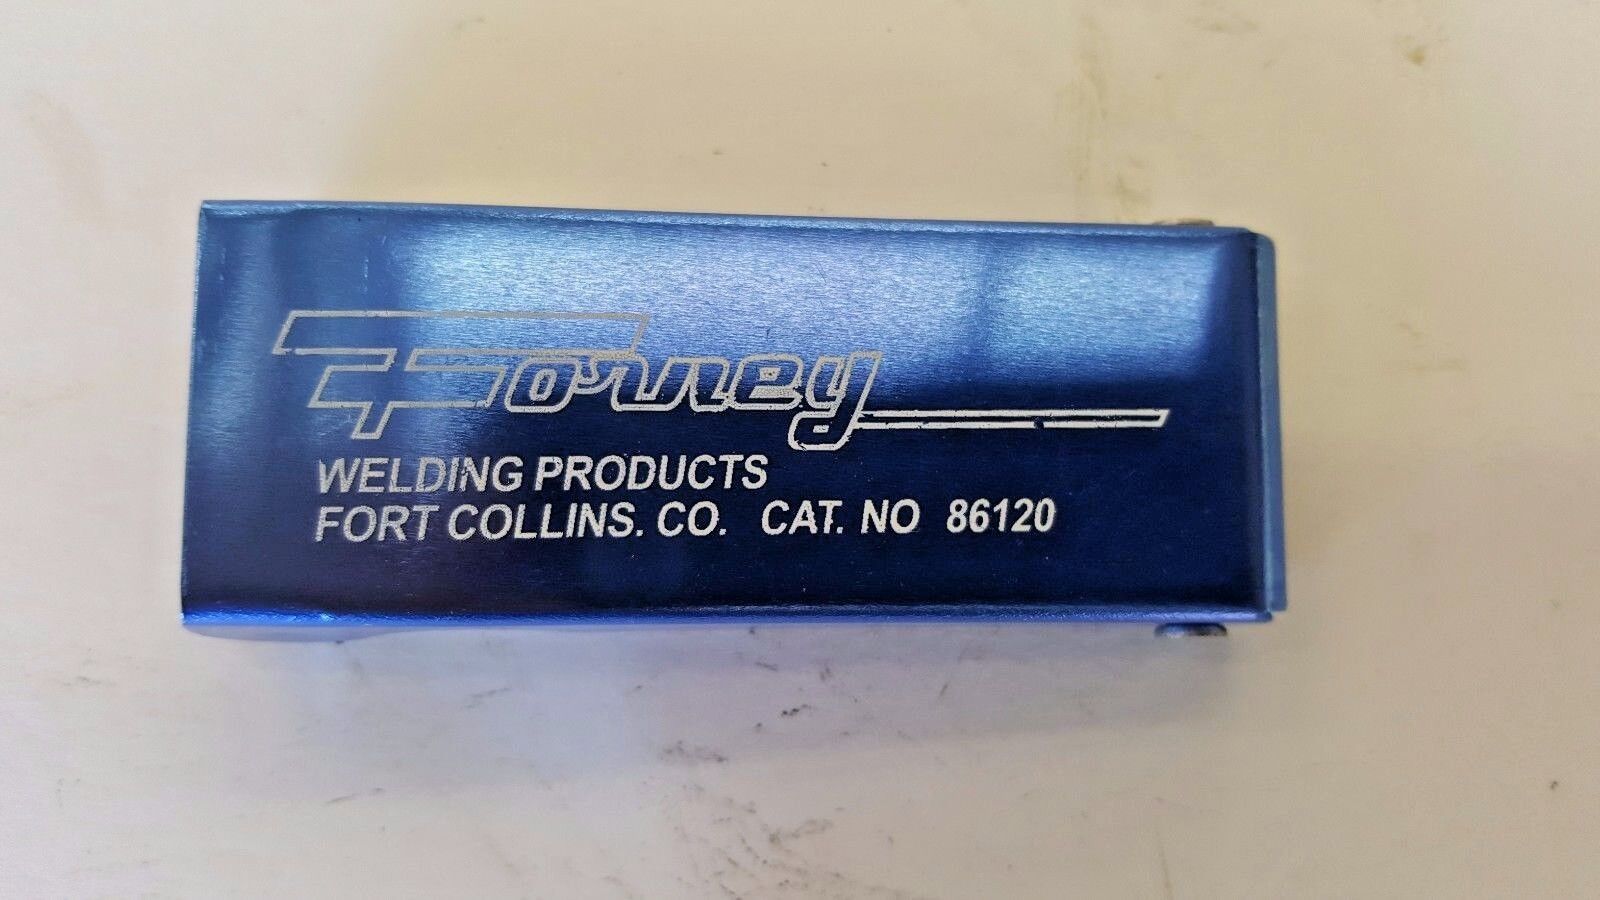 Forney
WELDING PRODUCTS
FORT COLLINS. CO. CAT. NO 86120